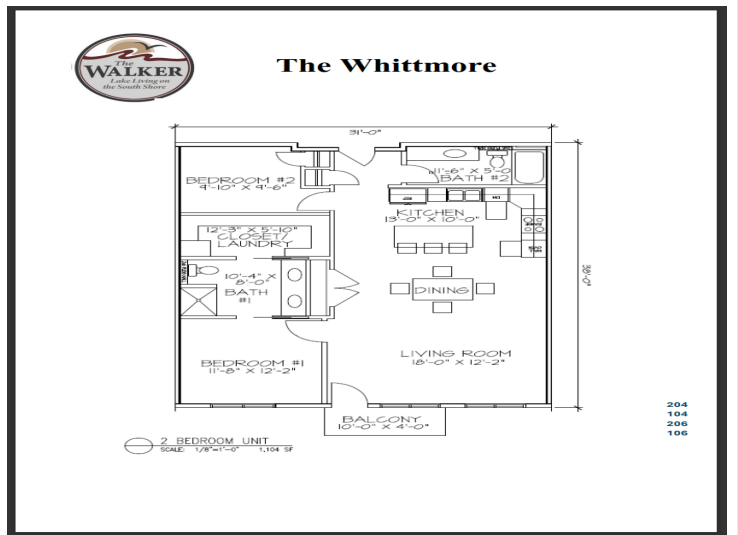 The
WALKER
Lake Living on
the South Shore
The Whittmore
31'-0"
BEDROOM #2
9'-10" X 9'-6"
11'-6" X 5'-0
BATH #2
KITCHEN
13'-0" X 10'-0"
12'-3" X 5'-10"
CLOSET/
LAUNDRY
10'-4" X
8'-0"
BATH
#1
DINING
38'-0"
BEDROOM #1
11'-8" X 12'-2"
LIVING ROOM
18'-0" X 12'-2"
BALCONY
10'-0" X 4'-0"
2 BEDROOM UNIT
SCALE: 1/8"=1'-0" 1,104 SF
204
104
206
106